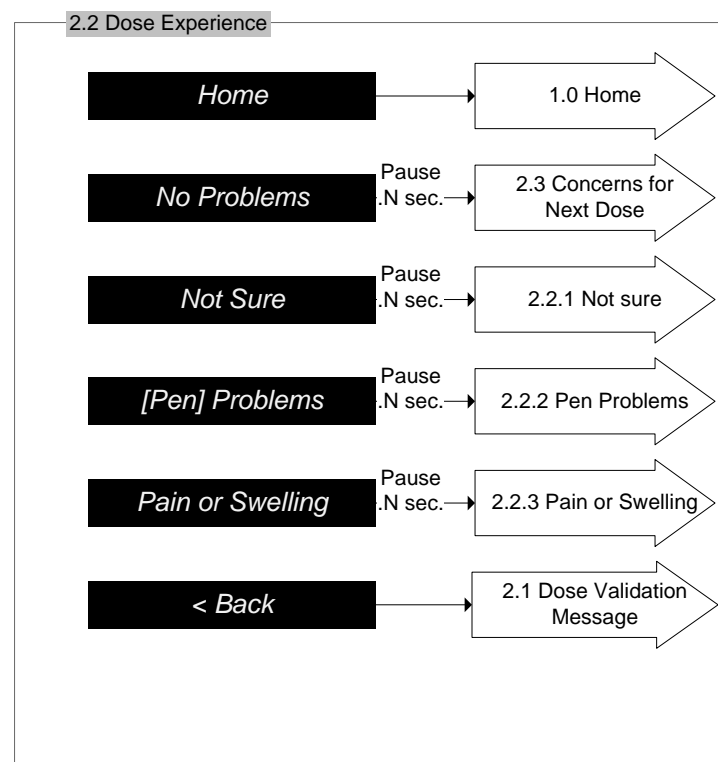 2.2 Dose Experience
Home
1.0 Home
No Problems
Pause
.N sec.
2.3 Concerns for
Next Dose
Not Sure
Pause
.N sec.
2.2.1 Not sure
[Pen] Problems
Pause
.N sec.
2.2.2 Pen Problems
Pain or Swelling
Pause
.N sec.
2.2.3 Pain or Swelling
< Back
2.1 Dose Validation
Message